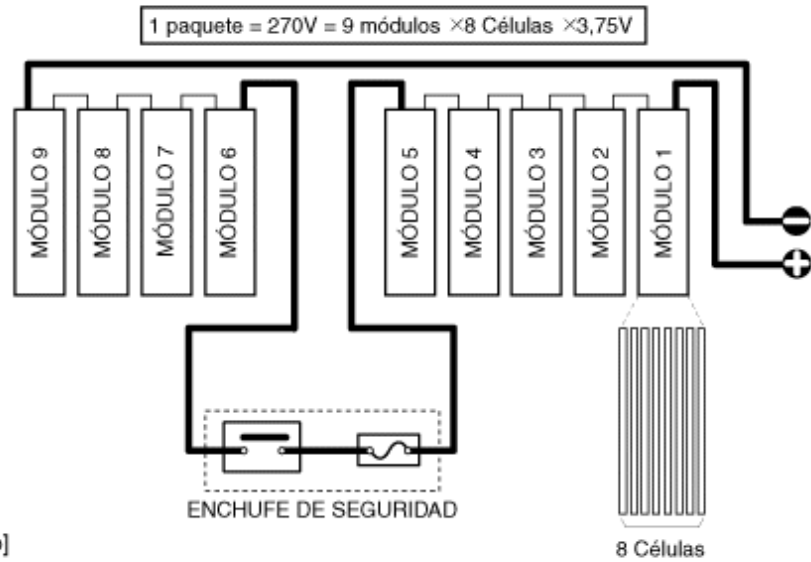 1 paquete = 270V = 9 módulos ×8 Células ×3,75V
MÓDULO 9
MÓDULO 8
MÓDULO 7
MÓDULO 6
MÓDULO 5
MÓDULO 4
MÓDULO 3
MÓDULO 2
MÓDULO 1
−
+
ENCHUFE DE SEGURIDAD
8 Células